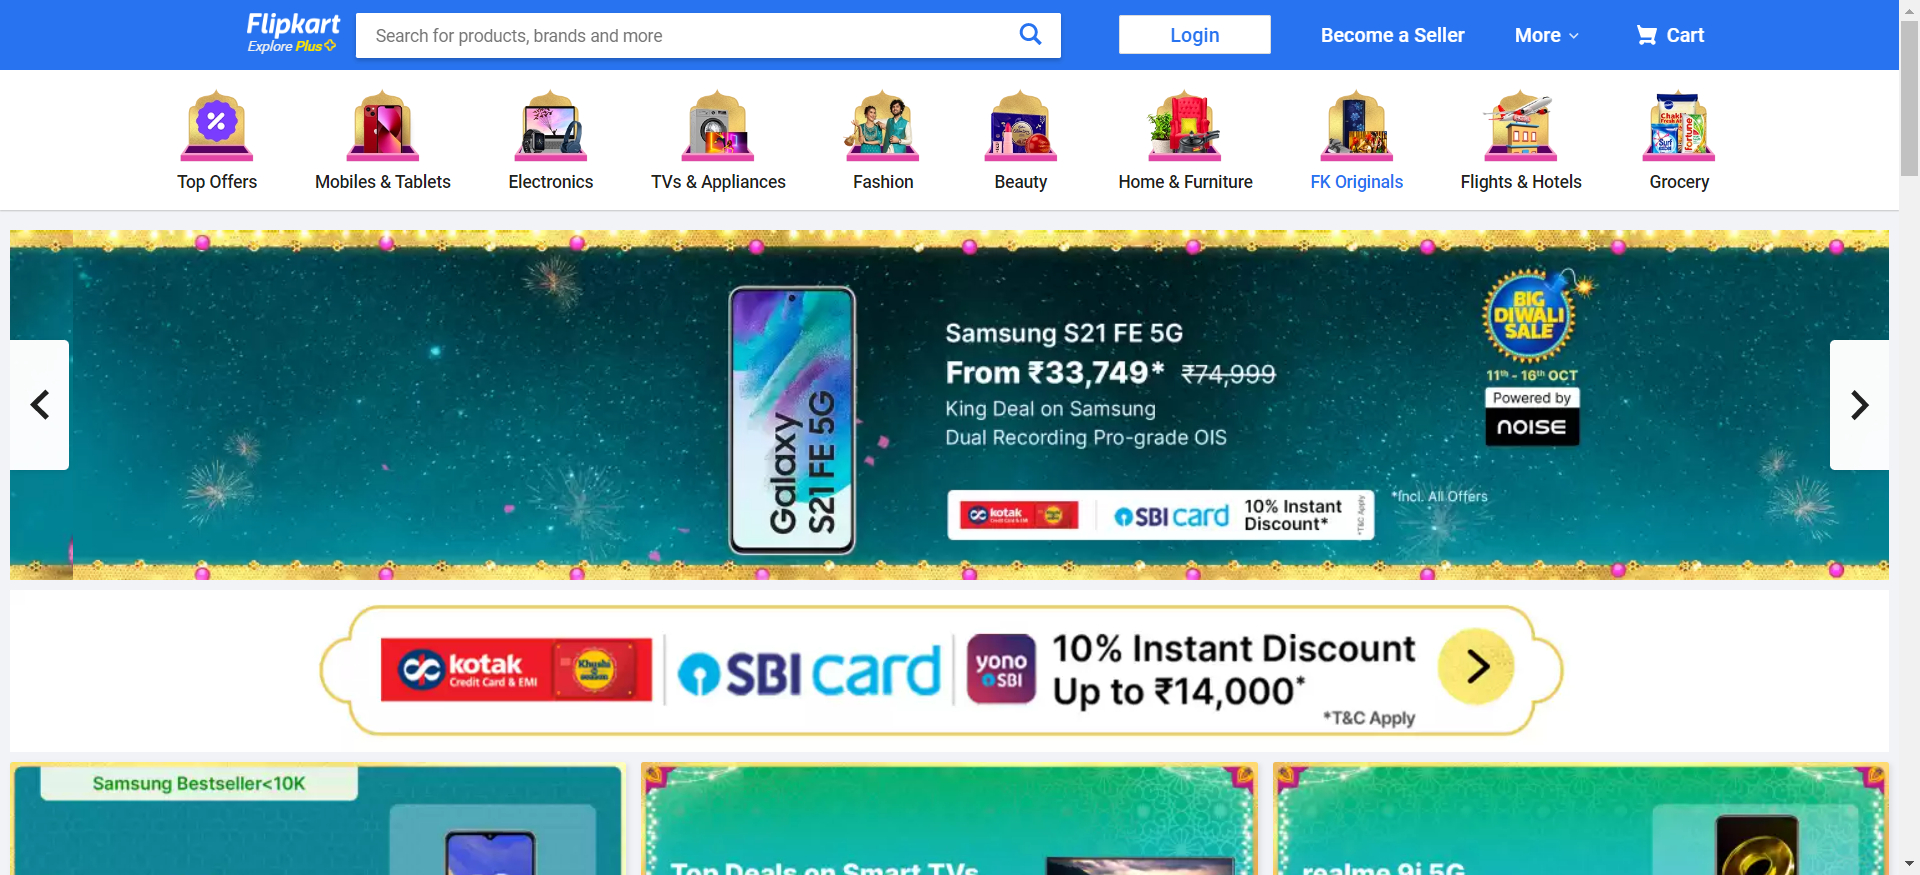 Flipkart
Explore Plus
Search for products, brands and more
Login
Become a Seller
More
Cart
Top Offers
Mobiles & Tablets
Electronics
TVs & Appliances
Fashion
Beauty
Home & Furniture
FK Originals
Flights & Hotels
Grocery
Galaxy
S21 FE 5G
Samsung S21 FE 5G
From ₹33,749* ₹74,999
King Deal on Samsung
Dual Recording Pro-grade OIS
kotak
Credit Card & EMI
SBI card
10% Instant
Discount*
*T&C Apply
*Incl. All Offers
BIG
DIWALI
SALE
11th - 16th OCT
Powered by
NOISE
kotak
Credit Card & EMI
SBI card
yono
SBI
10% Instant Discount
Up to ₹14,000*
*T&C Apply
Samsung Bestseller<10K
Top Deals on Smart TVs
realme 9i 5G